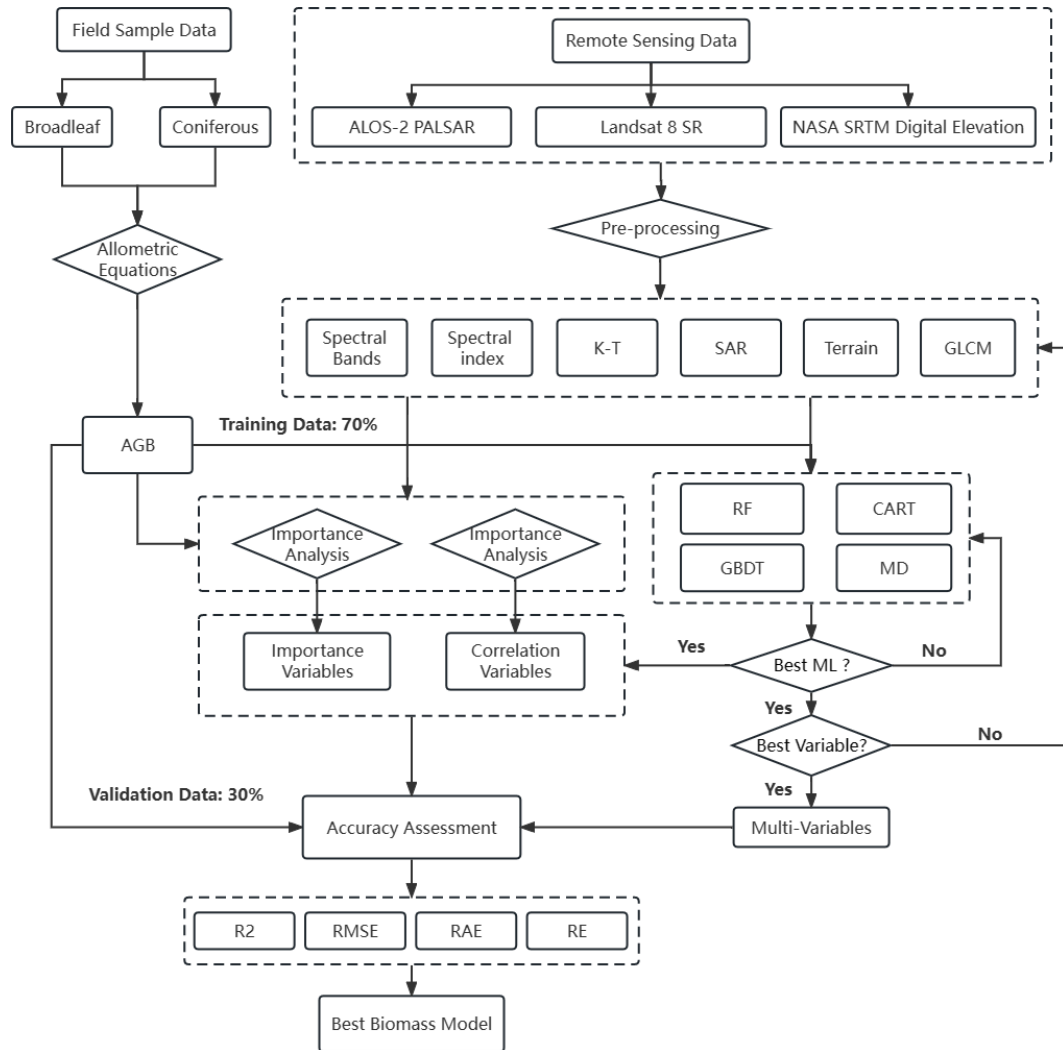 Field Sample Data
Remote Sensing Data
Broadleaf
Coniferous
ALOS-2 PALSAR
Landsat 8 SR
NASA SRTM Digital Elevation
Pre-processing
Allometric
Equations
Spectral
Bands
Spectral
index
K-T
SAR
Terrain
GLCM
Training Data: 70%
AGB
RF
CART
GBDT
MD
Importance
Analysis
Importance
Analysis
Importance
Variables
Correlation
Variables
Yes
Best ML ?
No
Yes
Best Variable?
No
Yes
Validation Data: 30%
Accuracy Assessment
Multi-Variables
R2
RMSE
RAE
RE
Best Biomass Model